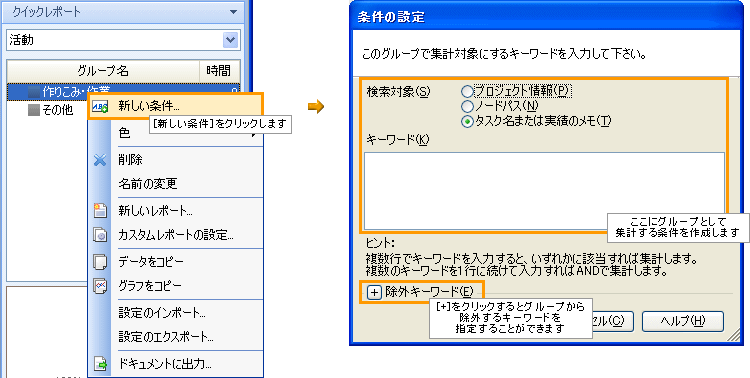 クイックレポート
活動
グループ名 時間
作りこみ・作業 0
その他
新しい条件...
[新しい条件]をクリックします
色
削除
名前の変更
新しいレポート...
カスタムレポートの設定...
データをコピー
グラフをコピー
設定のインポート...
設定のエクスポート...
ドキュメントに出力...
条件の設定
このグループで集計対象にするキーワードを入力して下さい。
検索対象(S)
プロジェクト情報(P)
ノードパス(N)
タスク名または実績のメモ(T)
キーワード(K)
ここにグループとして
集計する条件を作成します
ヒント:
複数行でキーワードを入力すると、いずれかに該当すれば集計します。
複数のキーワードを1行に続けて入力すればANDで集計します。
除外キーワード(E)
[+]をクリックするとグループから
除外するキーワードを
指定することができます
セル(C)
ヘルプ(H)